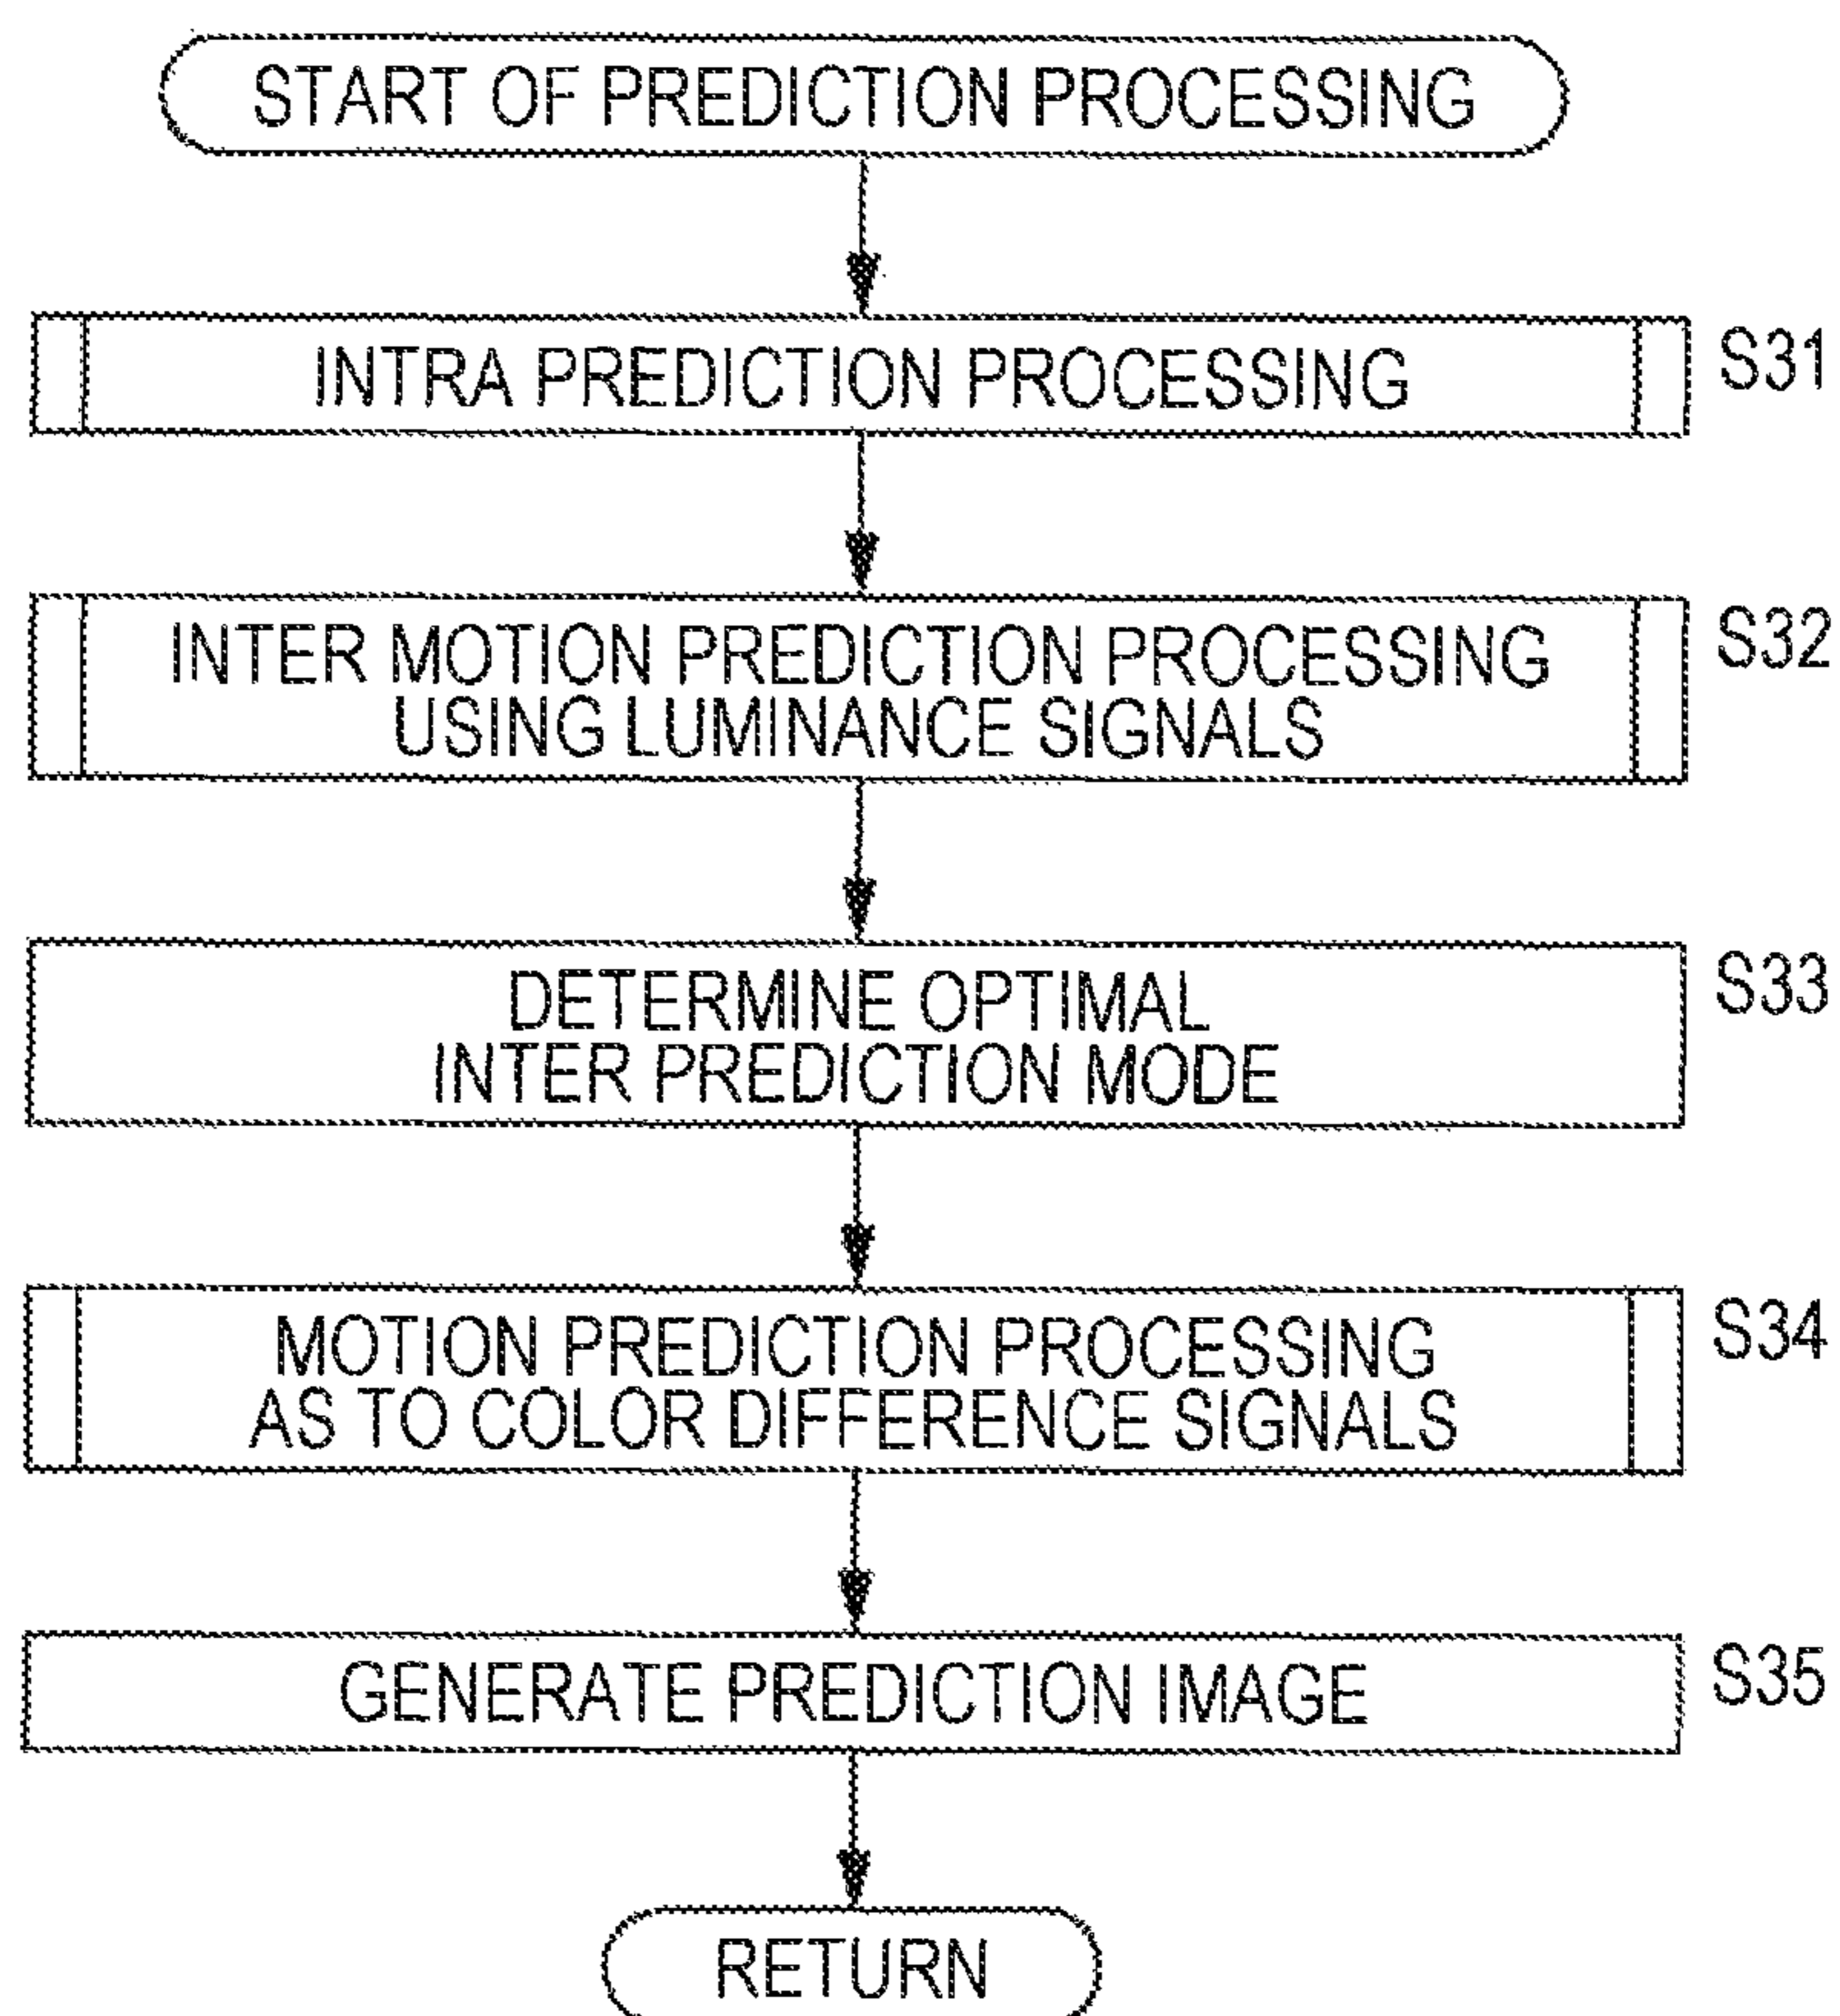 START OF PREDICTION PROCESSING
INTRA PREDICTION PROCESSING
S31
INTER MOTION PREDICTION PROCESSING
USING LUMINANCE SIGNALS
S32
DETERMINE OPTIMAL
INTER PREDICTION MODE
S33
MOTION PREDICTION PROCESSING
AS TO COLOR DIFFERENCE SIGNALS
S34
GENERATE PREDICTION IMAGE
S35
RETURN